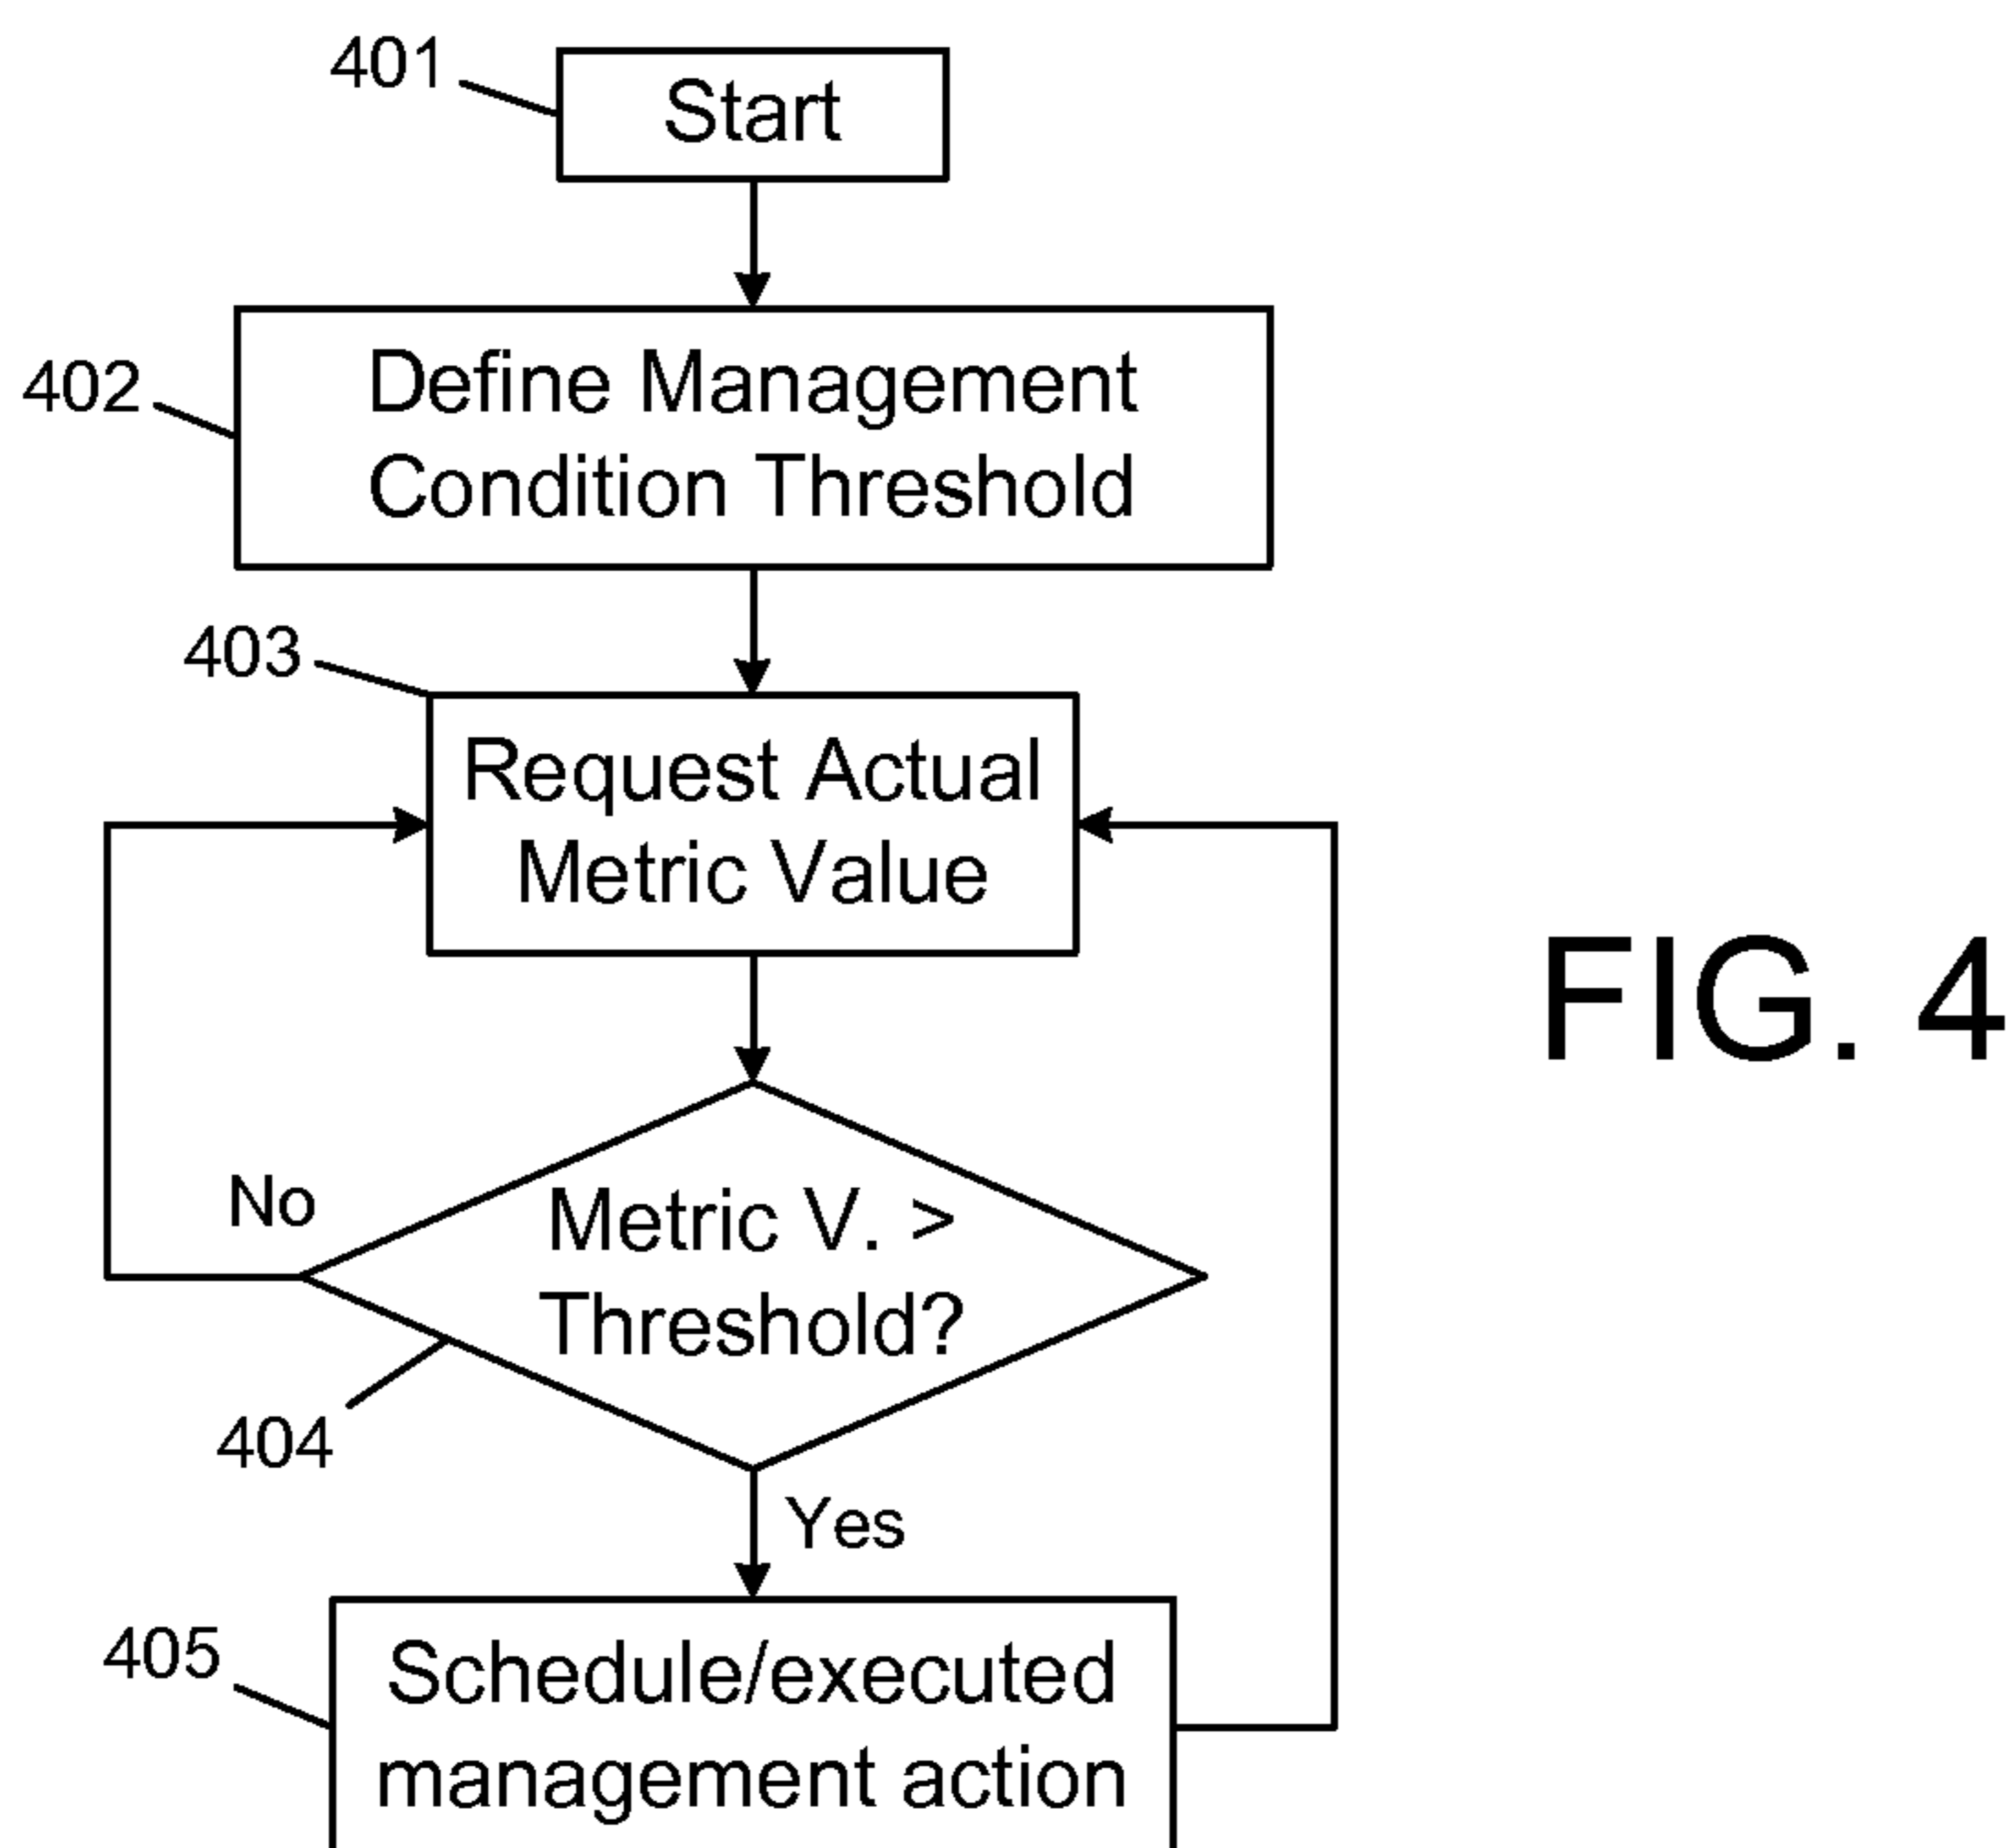 401
Start
402
Define Management
Condition Threshold
403
Request Actual
Metric Value
FIG. 4
No
Metric V. >
Threshold?
404
Yes
405
Schedule/executed
management action